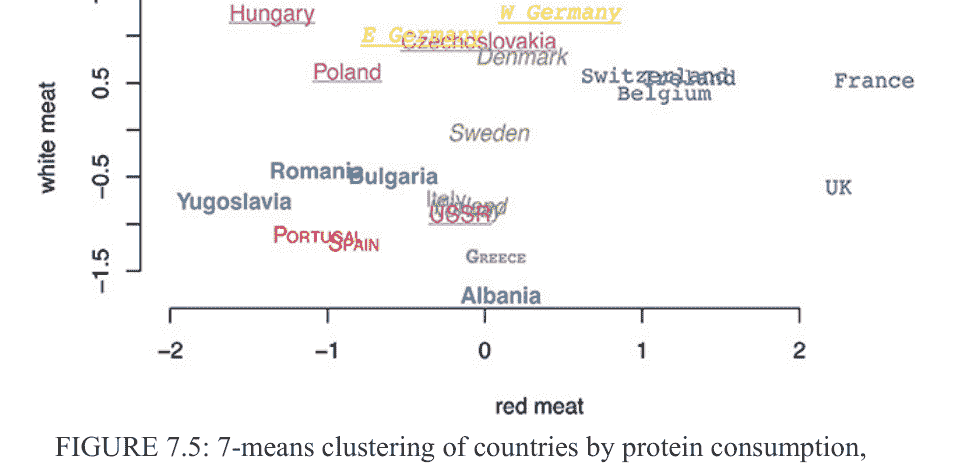 W Germany
Hungary
E Germany
Czechoslovakia
Denmark
Poland
Switzerland
Ireland
France
0.5
Belgium
white meat
Sweden
Romania
Bulgaria
−0.5
UK
Yugoslavia
Italy
USSR
PORTUGAL
SPAIN
GREECE
−1.5
Albania
−2 −1 0 1 2
red meat
FIGURE 7.5: 7-means clustering of countries by protein consumption,